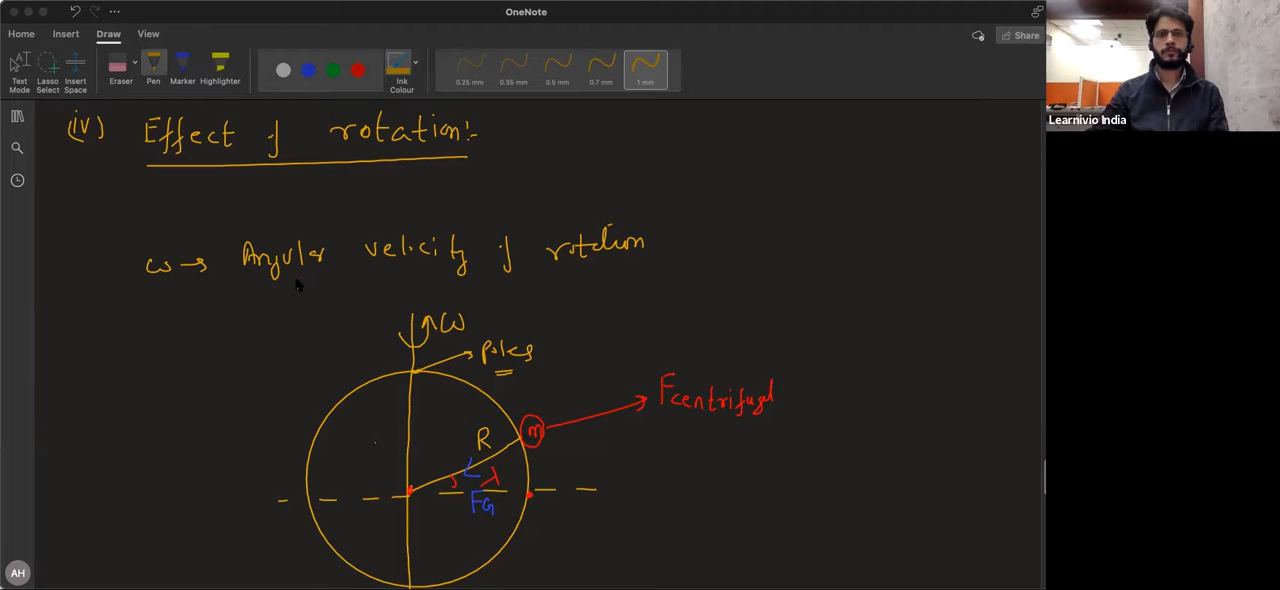 OneNote
Home Insert Draw View
Share
Text Mode
Lasso Select
Insert Space
Eraser
Pen
Marker
Highlighter
Ink Colour
0.25 mm
0.35 mm
0.5 mm
0.7 mm
1 mm
Learnivio India
(iv) Effect of rotation:-
ω → Angular velocity of rotation
ω
poles
Fcentrifugal
m
R
λ
FG
AH